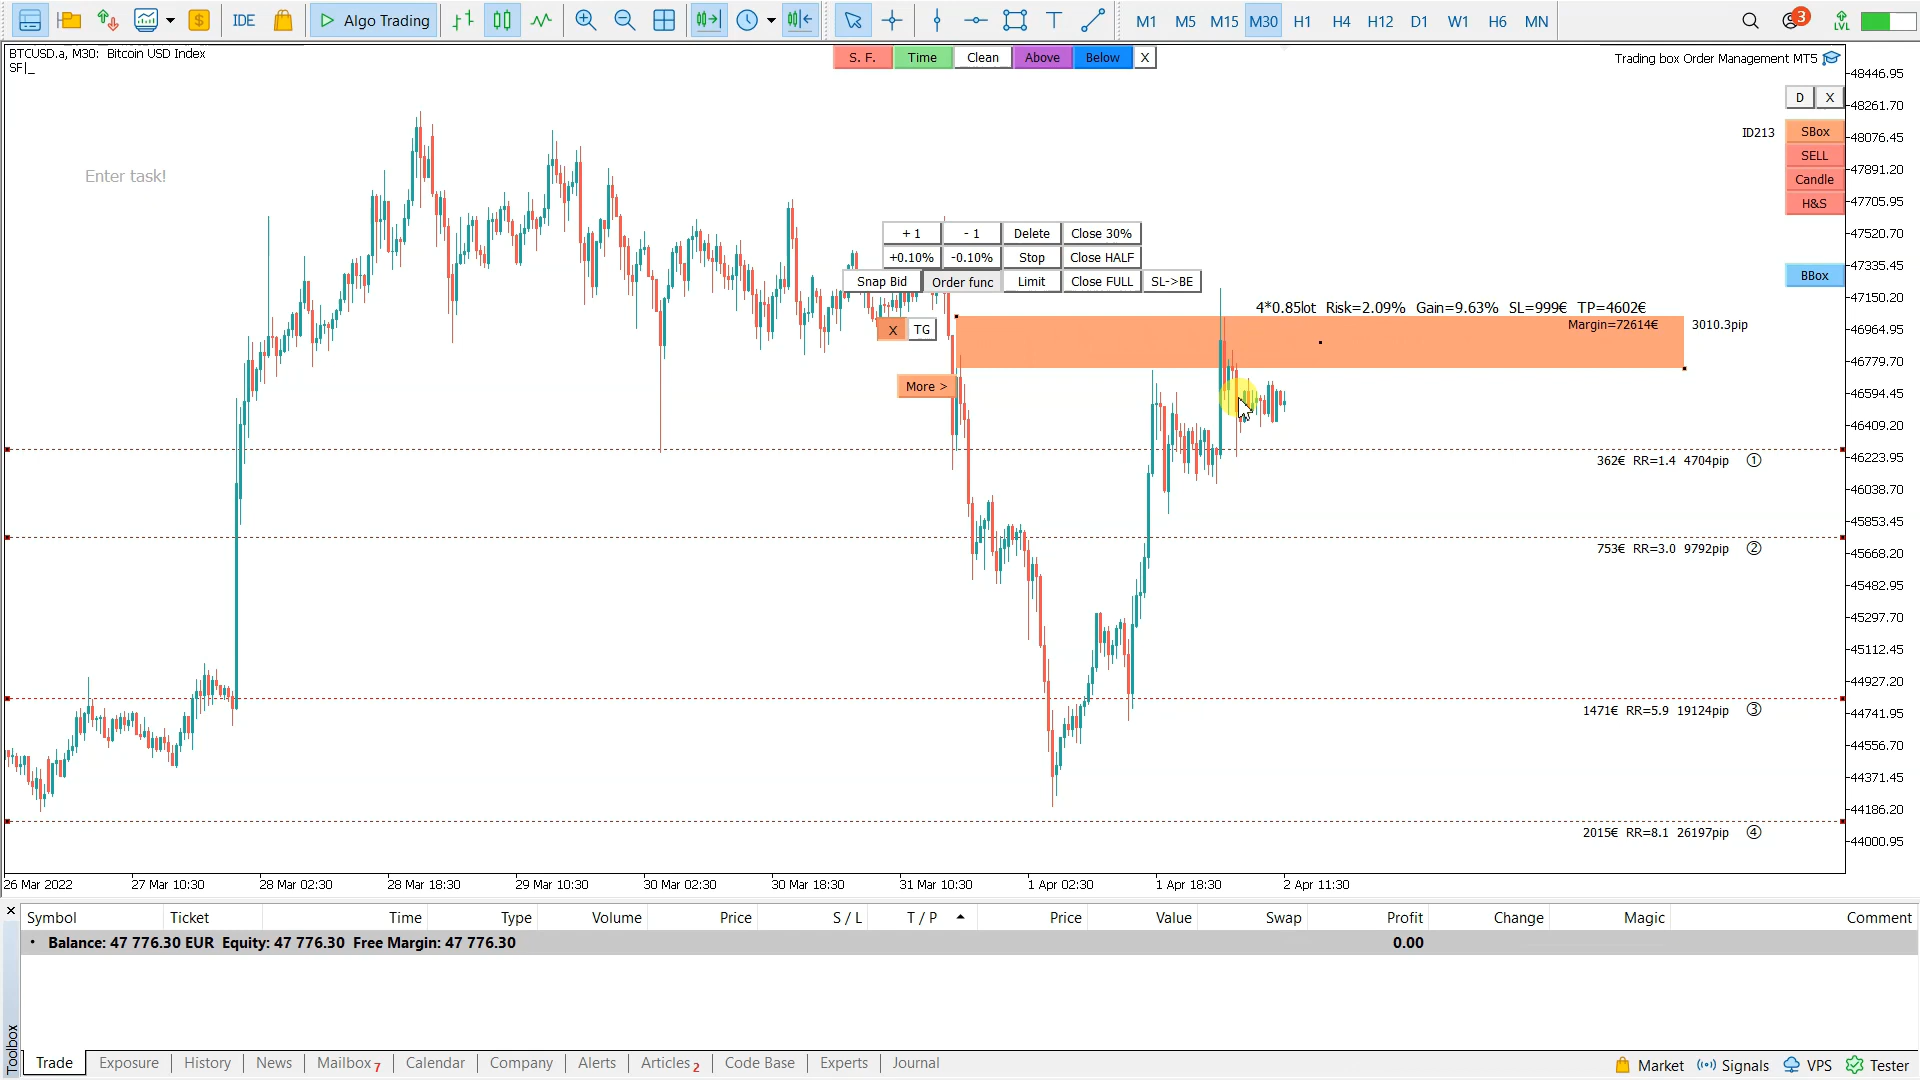 IDE Algo Trading M1 M5 M15 M30 H1 H4 H12 D1 W1 H6 MN 3 LVL
BTCUSD.a, M30: Bitcoin USD Index
SF|_
S. F. Time Clean Above Below X
Trading box Order Management MT5
D X
ID213 SBox
SELL
Candle
H&S
BBox
Enter task!
+ 1 - 1 Delete Close 30%
+0.10% -0.10% Stop Close HALF
Snap Bid Order func Limit Close FULL SL->BE
X TG
More >
4*0.85lot Risk=2.09% Gain=9.63% SL=999€ TP=4602€
Margin=72614€ 3010.3pip
362€ RR=1.4 4704pip ①
753€ RR=3.0 9792pip ②
1471€ RR=5.9 19124pip ③
2015€ RR=8.1 26197pip ④
48446.95
48261.70
48076.45
47891.20
47705.95
47520.70
47335.45
47150.20
46964.95
46779.70
46594.45
46409.20
46223.95
46038.70
45853.45
45668.20
45482.95
45297.70
45112.45
44927.20
44741.95
44556.70
44371.45
44186.20
44000.95
26 Mar 2022 27 Mar 10:30 28 Mar 02:30 28 Mar 18:30 29 Mar 10:30 30 Mar 02:30 30 Mar 18:30 31 Mar 10:30 1 Apr 02:30 1 Apr 18:30 2 Apr 11:30
Symbol Ticket Time Type Volume Price S / L T / P Price Value Swap Profit Change Magic Comment
Balance: 47 776.30 EUR Equity: 47 776.30 Free Margin: 47 776.30 0.00
Toolbox
Trade Exposure History News Mailbox 7 Calendar Company Alerts Articles 2 Code Base Experts Journal Market Signals VPS Tester